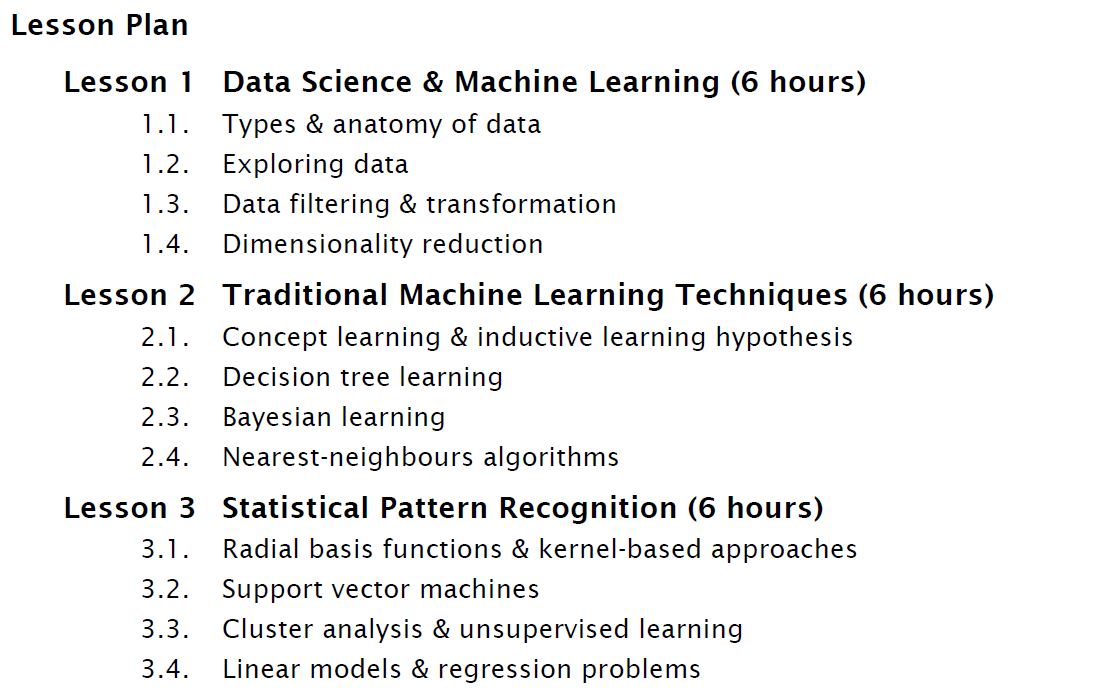 Lesson Plan
Lesson 1 Data Science & Machine Learning (6 hours)
1.1. Types & anatomy of data
1.2. Exploring data
1.3. Data filtering & transformation
1.4. Dimensionality reduction
Lesson 2 Traditional Machine Learning Techniques (6 hours)
2.1. Concept learning & inductive learning hypothesis
2.2. Decision tree learning
2.3. Bayesian learning
2.4. Nearest-neighbours algorithms
Lesson 3 Statistical Pattern Recognition (6 hours)
3.1. Radial basis functions & kernel-based approaches
3.2. Support vector machines
3.3. Cluster analysis & unsupervised learning
3.4. Linear models & regression problems